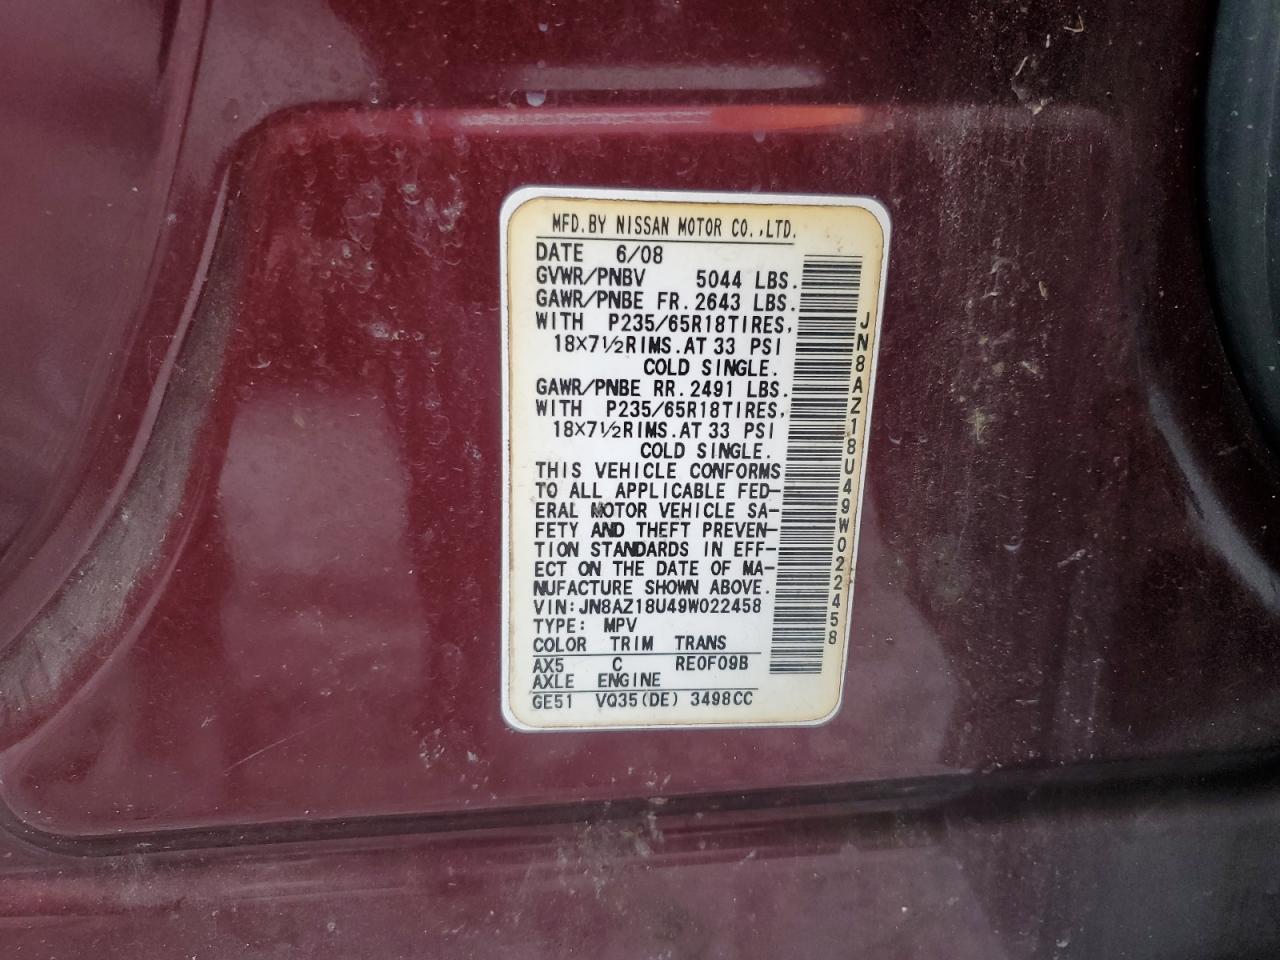 MFD.BY NISSAN MOTOR CO.,LTD.
DATE 6/08
GVWR/PNBV 5044 LBS.
GAWR/PNBE FR.2643 LBS.
WITH P235/65R18TIRES,
18×7½RIMS.AT 33 PSI
COLD SINGLE.
GAWR/PNBE RR.2491 LBS.
WITH P235/65R18TIRES,
18×7½RIMS.AT 33 PSI
COLD SINGLE.
THIS VEHICLE CONFORMS
TO ALL APPLICABLE FED-
ERAL MOTOR VEHICLE SA-
FETY AND THEFT PREVEN-
TION STANDARDS IN EFF-
ECT ON THE DATE OF MA-
NUFACTURE SHOWN ABOVE.
VIN:JN8AZ18U49W022458
TYPE: MPV
COLOR TRIM TRANS
AX5 C RE0F09B
AXLE ENGINE
GE51 VQ35(DE) 3498CC
JN8AZ18U49W022458